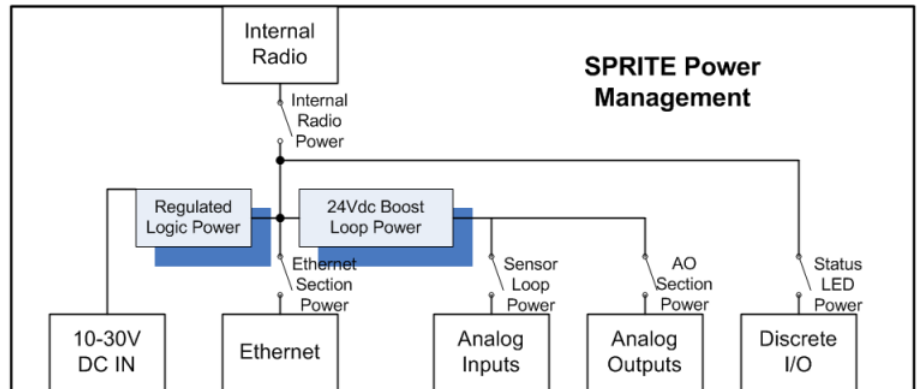 Internal
Radio
SPRITE Power
Management
Internal
Radio
Power
Regulated
Logic Power
24Vdc Boost
Loop Power
Ethernet
Section
Power
Sensor
Loop
Power
AO
Section
Power
Status
LED
Power
10-30V
DC IN
Ethernet
Analog
Inputs
Analog
Outputs
Discrete
I/O